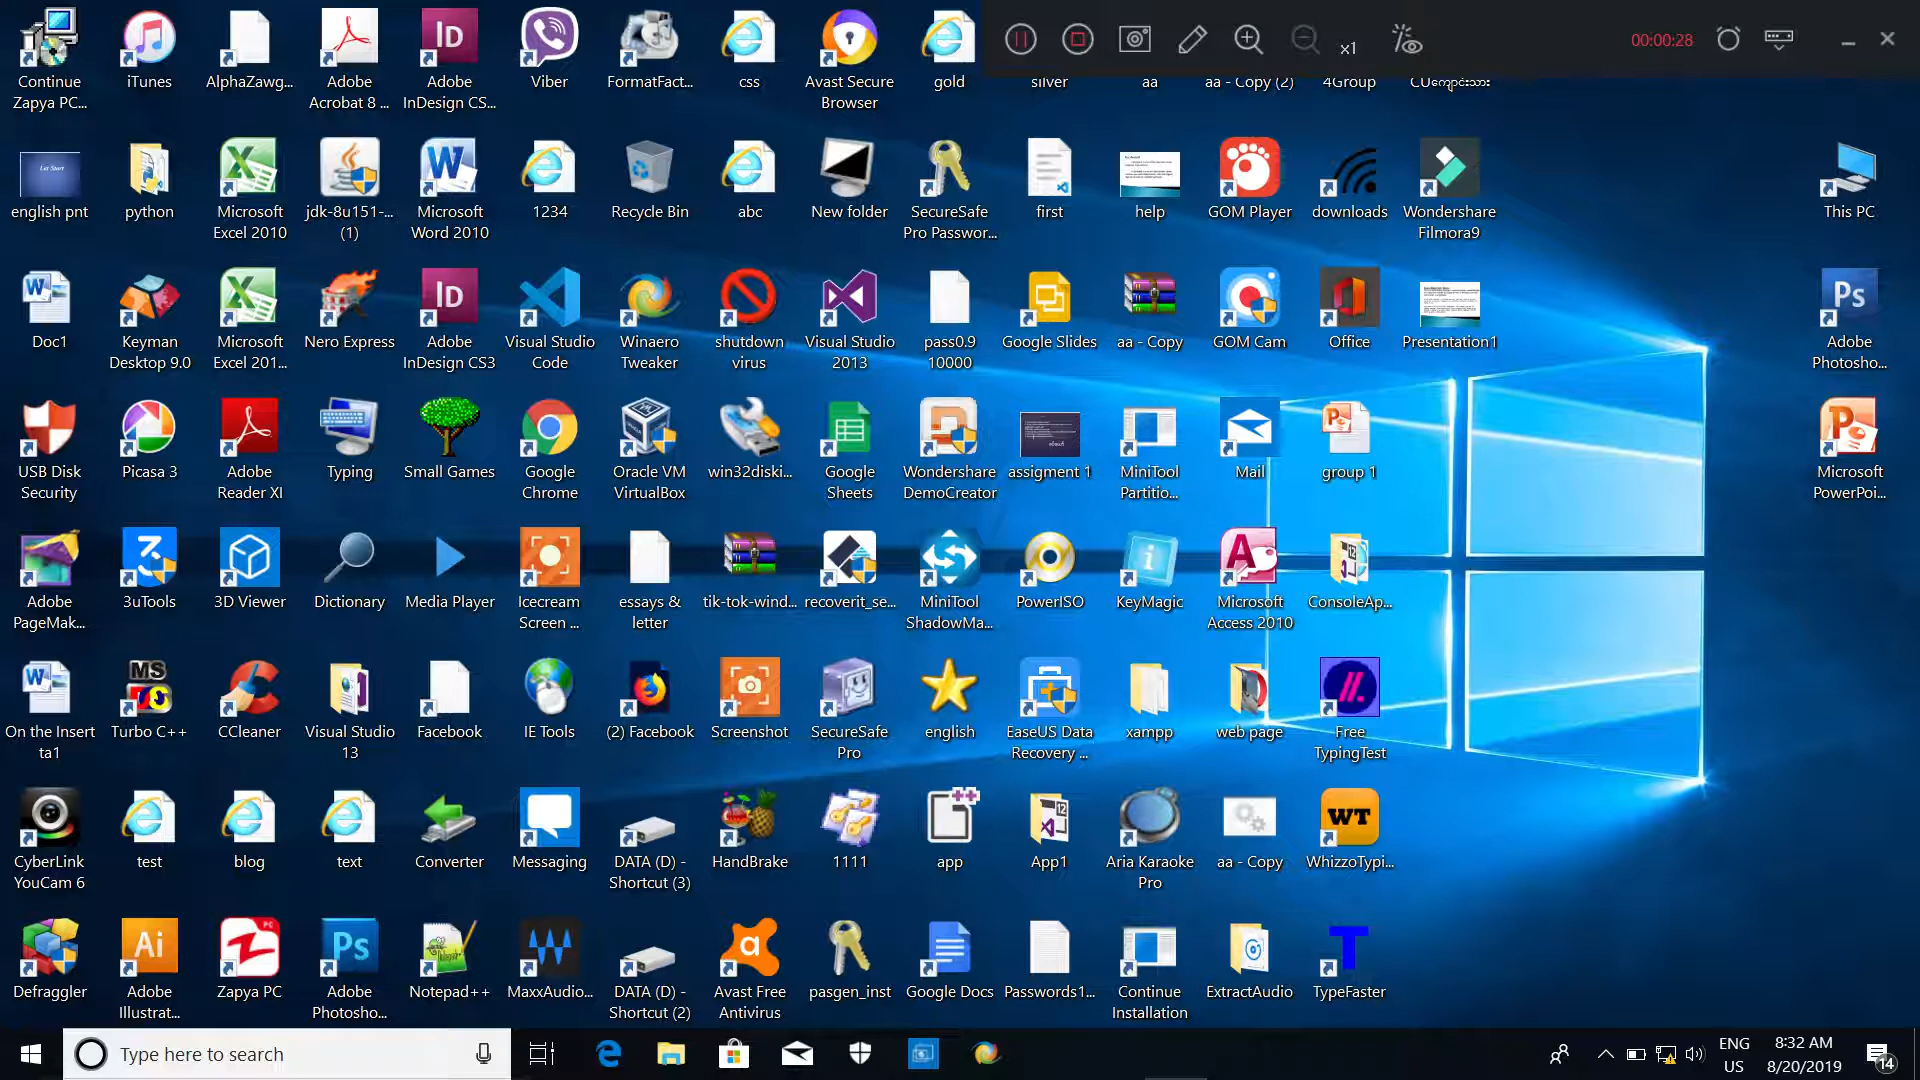 x1
00:00:28
Continue
Zapya PC...
iTunes
AlphaZawg...
Adobe
Acrobat 8 ...
Adobe
InDesign CS...
Viber
FormatFact...
css
Avast Secure
Browser
gold
silver
aa
aa - Copy (2)
4Group
CUကျောင်းသား
english pnt
python
Microsoft
Excel 2010
jdk-8u151-...
(1)
Microsoft
Word 2010
1234
Recycle Bin
abc
New folder
SecureSafe
Pro Passwor...
first
help
GOM Player
downloads
Wondershare
Filmora9
This PC
Doc1
Keyman
Desktop 9.0
Microsoft
Excel 201...
Nero Express
Adobe
InDesign CS3
Visual Studio
Code
Winaero
Tweaker
shutdown
virus
Visual Studio
2013
pass0.9
10000
Google Slides
aa - Copy
GOM Cam
Office
Presentation1
Adobe
Photosho...
USB Disk
Security
Picasa 3
Adobe
Reader XI
Typing
Small Games
Google
Chrome
Oracle VM
VirtualBox
win32diski...
Google
Sheets
Wondershare
DemoCreator
assigment 1
MiniTool
Partitio...
Mail
group 1
Microsoft
PowerPoi...
Adobe
PageMak...
3uTools
3D Viewer
Dictionary
Media Player
Icecream
Screen ...
essays &
letter
tik-tok-wind...
recoverit_se...
MiniTool
ShadowMa...
PowerISO
KeyMagic
Microsoft
Access 2010
ConsoleAp...
On the Insert
ta1
Turbo C++
CCleaner
Visual Studio
13
Facebook
IE Tools
(2) Facebook
Screenshot
SecureSafe
Pro
english
EaseUS Data
Recovery ...
xampp
web page
Free
TypingTest
CyberLink
YouCam 6
test
blog
text
Converter
Messaging
DATA (D) -
Shortcut (3)
HandBrake
1111
app
App1
Aria Karaoke
Pro
aa - Copy
WhizzoTypi...
Defraggler
Adobe
Illustrat...
Zapya PC
Adobe
Photosho...
Notepad++
MaxxAudio...
DATA (D) -
Shortcut (2)
Avast Free
Antivirus
pasgen_inst
Google Docs
Passwords1...
Continue
Installation
ExtractAudio
TypeFaster
Type here to search
ENG
US
8:32 AM
8/20/2019
14